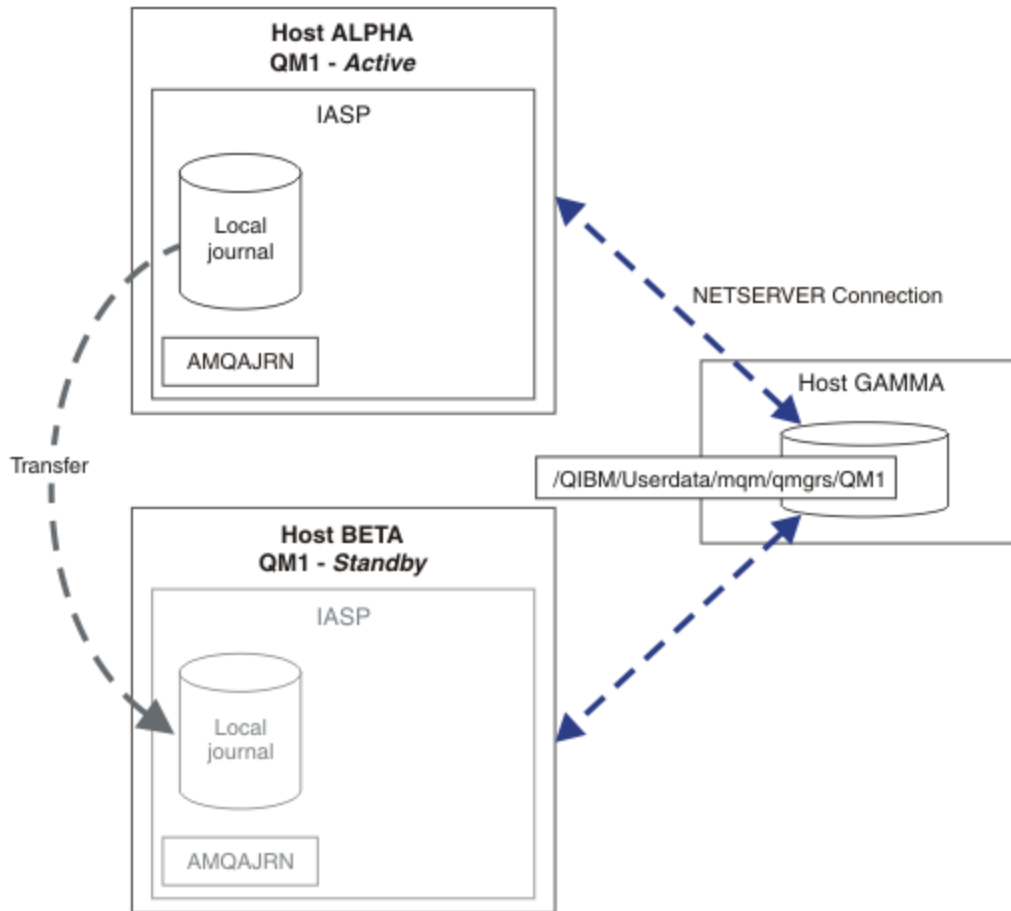 Host ALPHA
QM1 - Active
IASP
Local
journal
AMQAJRN
NETSERVER Connection
Host GAMMA
/QIBM/Userdata/mqm/qmgrs/QM1
Transfer
Host BETA
QM1 - Standby
IASP
Local
journal
AMQAJRN